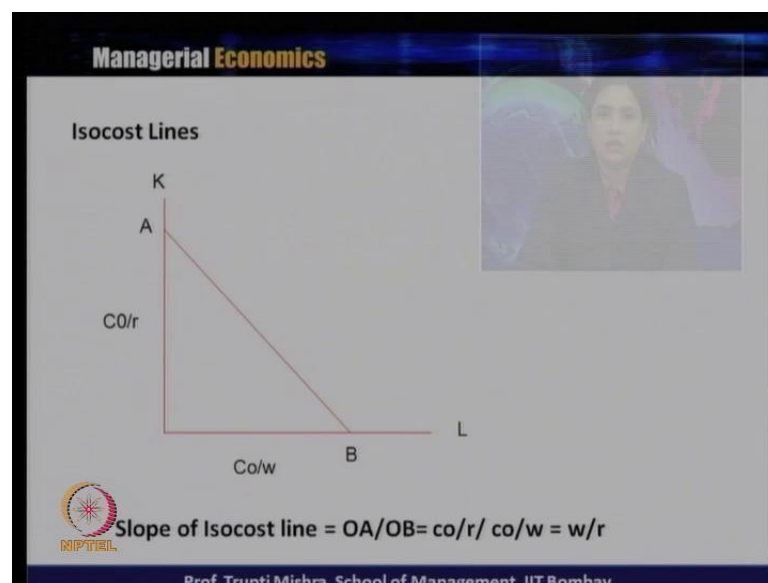 Managerial Economics
Isocost Lines
K
A
C0/r
L
B
Co/w
Slope of Isocost line = OA/OB= co/r/ co/w = w/r
NPTEL
Prof. Trupti Mishra, School of Management, IIT Bombay